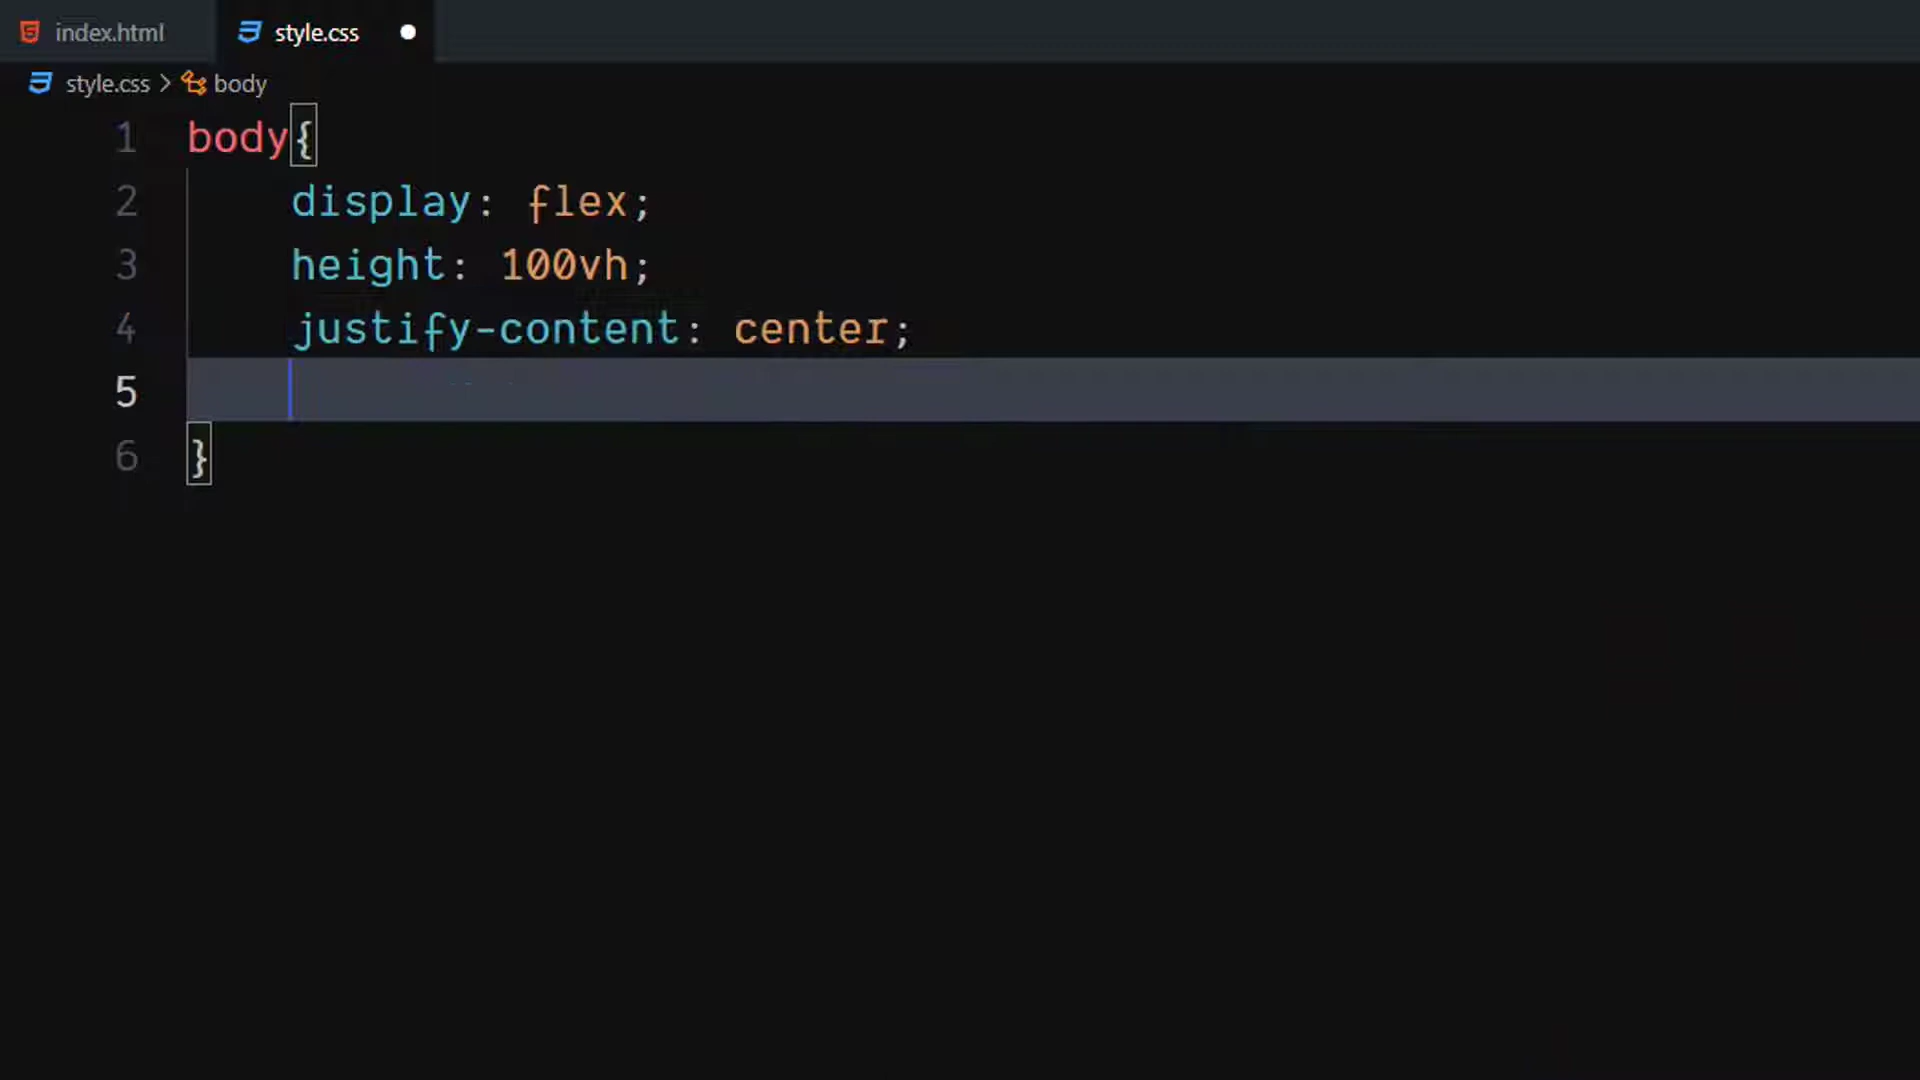 index.html style.css
style.css > body
1 body{
2 display: flex;
3 height: 100vh;
4 justify-content: center;
5
6 }